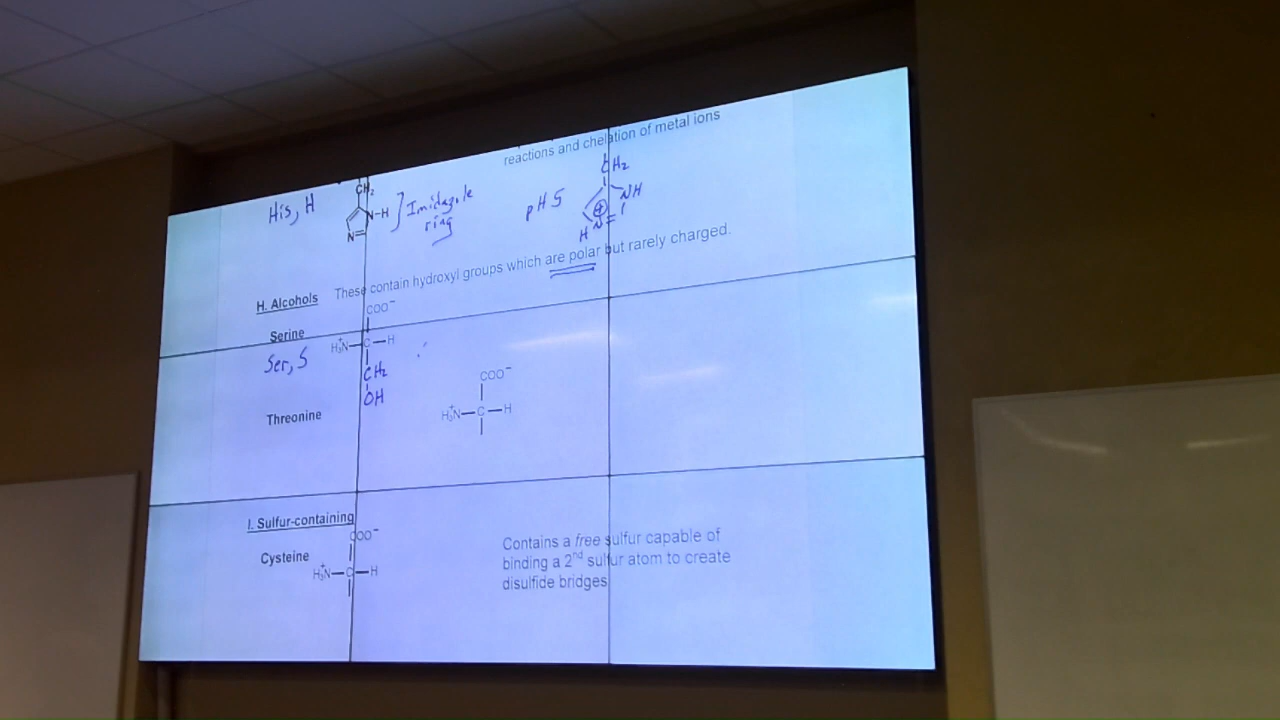 reactions and chelation of metal ions
His, H
CH₂
N-H
N
} Imidazole
ring
pH 5
CH₂
NH
⊕
H N
H. Alcohols These contain hydroxyl groups which are polar but rarely charged.
Serine
COO⁻
H₃N⁺—C—H
Ser, S
CH₂
OH
Threonine
COO⁻
H₃N⁺—C—H
I. Sulfur-containing
Cysteine
COO⁻
H₃N⁺—C—H
Contains a free sulfur capable of
binding a 2nd sulfur atom to create
disulfide bridges